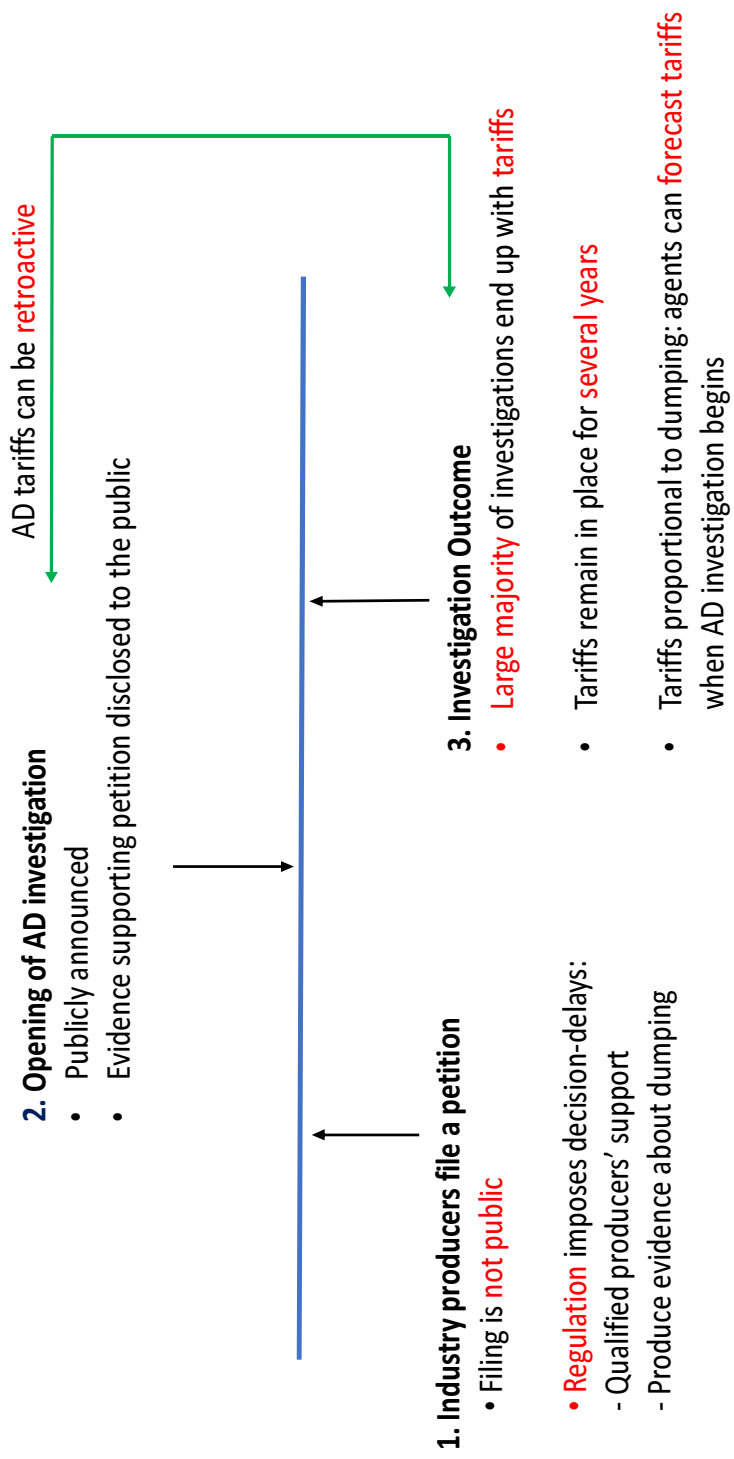 AD tariffs can be retroactive
2. Opening of AD investigation
• Publicly announced
• Evidence supporting petition disclosed to the public
1. Industry producers file a petition
• Filing is not public
• Regulation imposes decision-delays:
- Qualified producers’ support
- Produce evidence about dumping
3. Investigation Outcome
• Large majority of investigations end up with tariffs
• Tariffs remain in place for several years
• Tariffs proportional to dumping: agents can forecast tariffs
when AD investigation begins